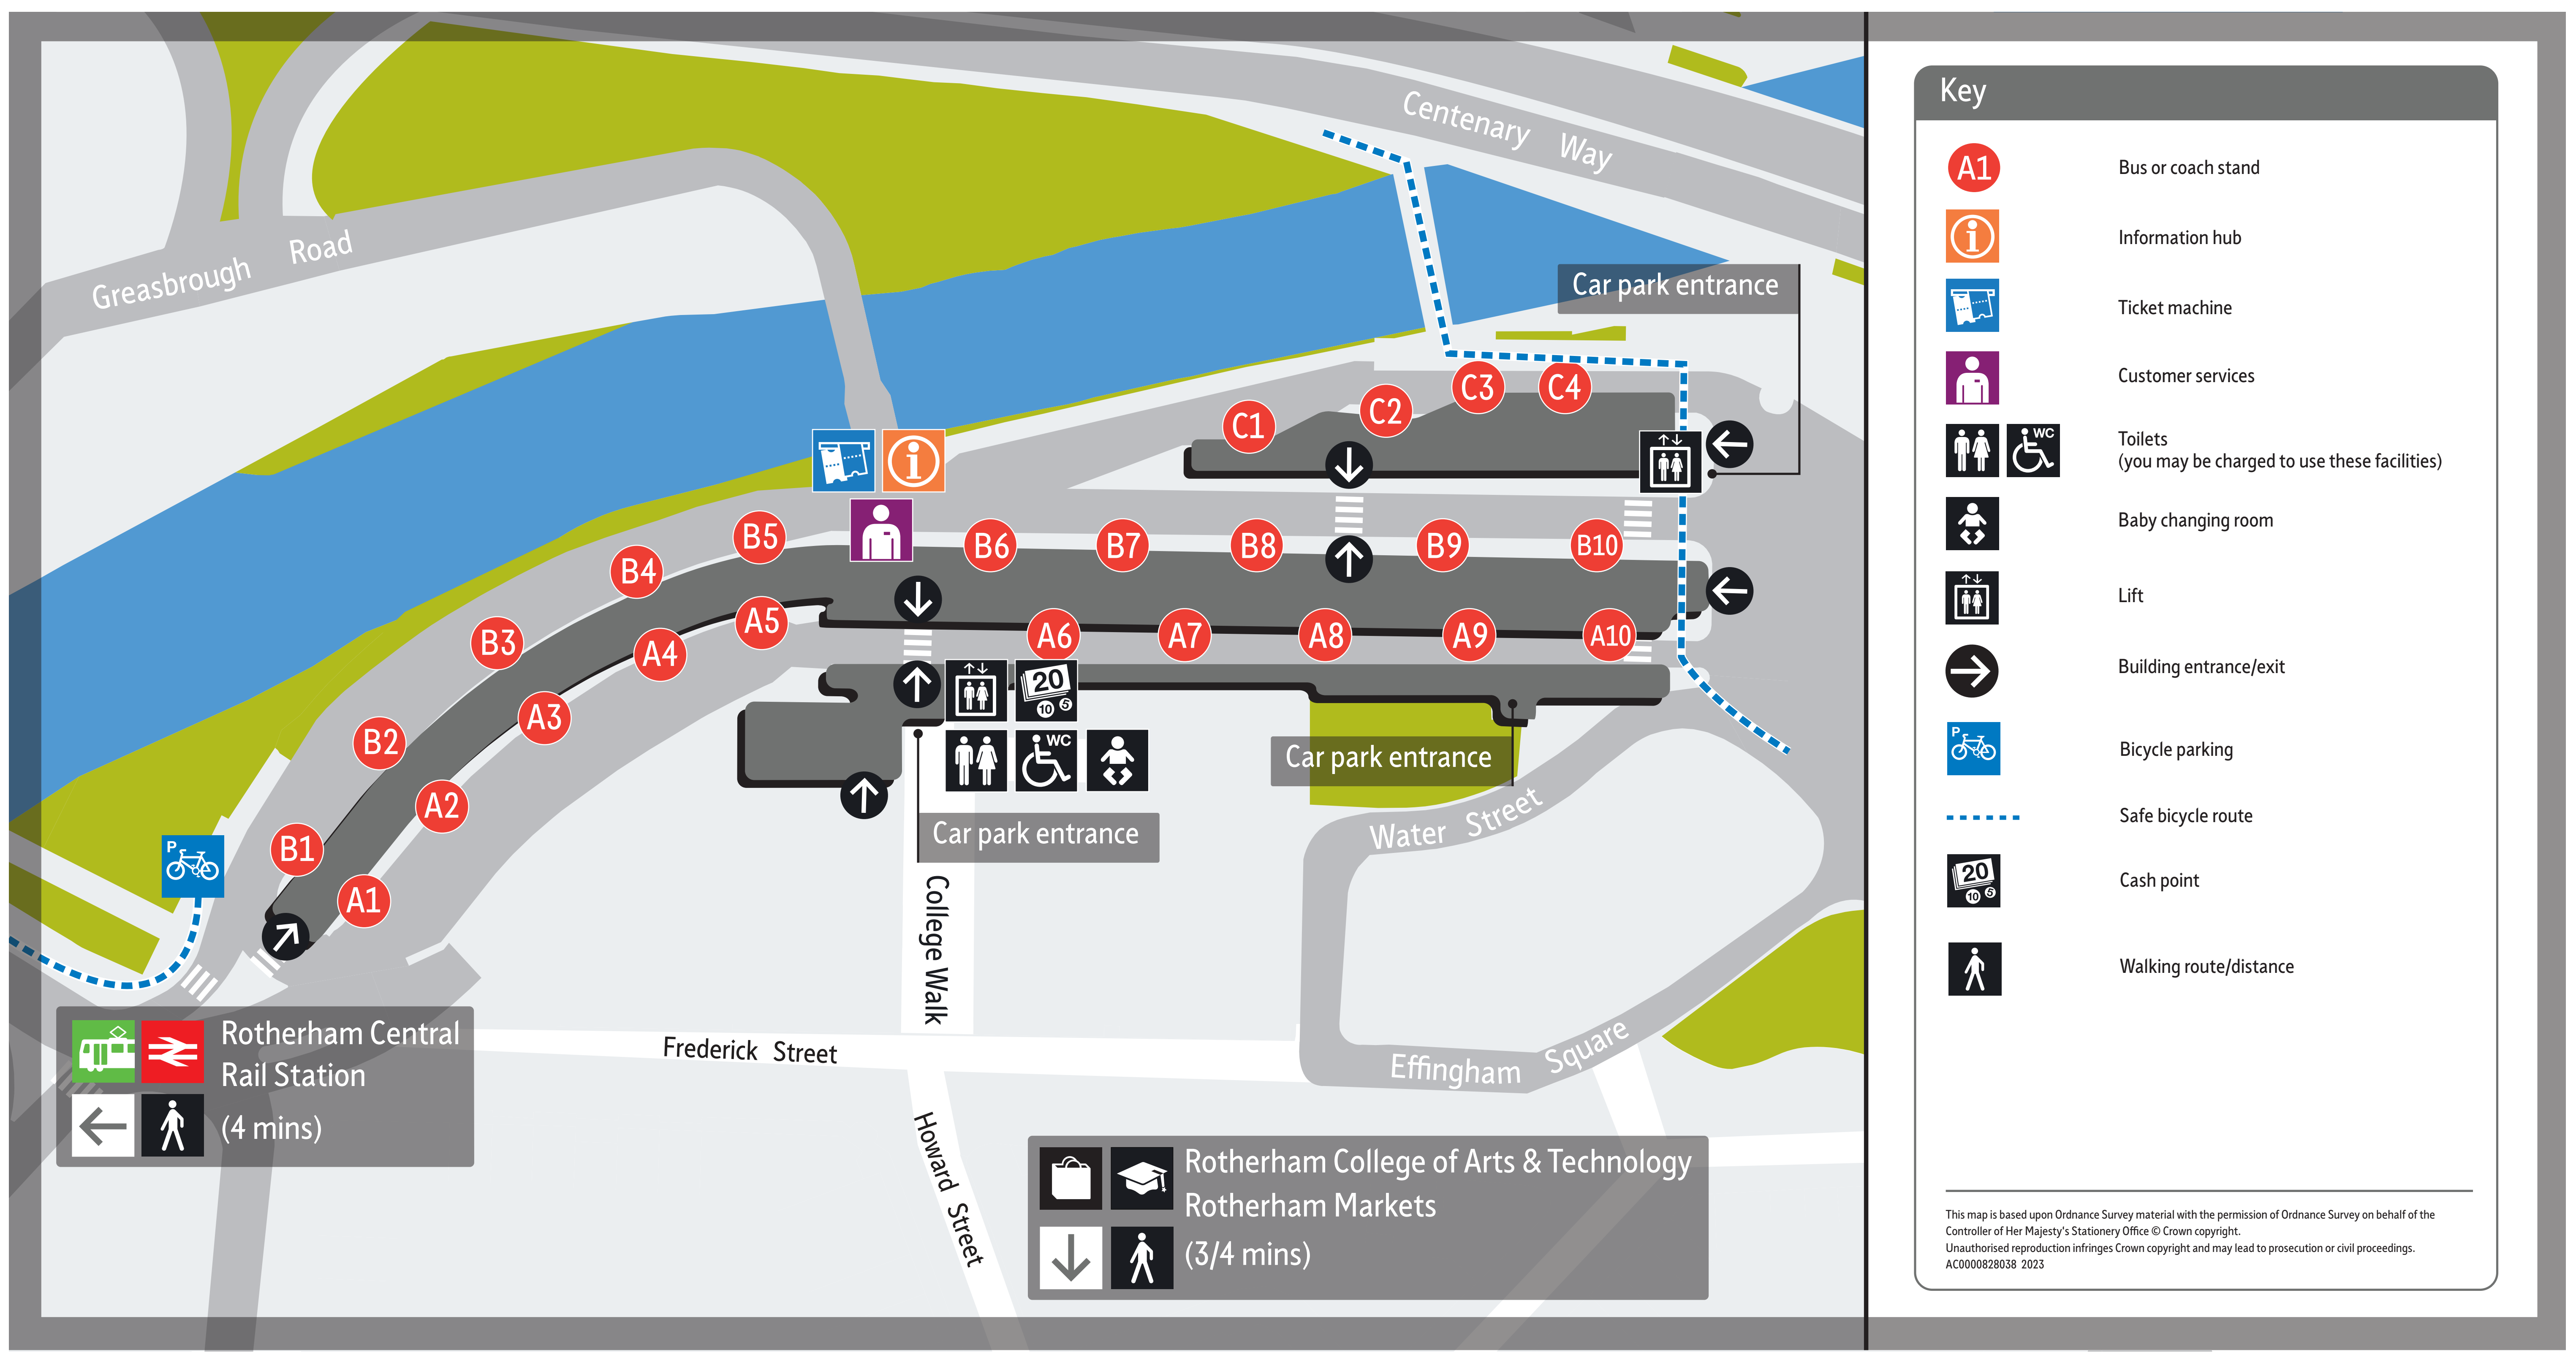 Centenary Way
Greasbrough Road
Car park entrance
C1
C2
C3
C4
B5
B6
B7
B8
B9
B10
B4
B3
B2
B1
A5
A6
A7
A8
A9
A10
A4
A3
A2
A1
20
10 5
WC
P
Car park entrance
Car park entrance
Water Street
College Walk
Frederick Street
Effingham Square
Howard Street
Rotherham Central
Rail Station
(4 mins)
Rotherham College of Arts & Technology
Rotherham Markets
(3/4 mins)
Key
A1 Bus or coach stand
i Information hub
Ticket machine
Customer services
WC Toilets
(you may be charged to use these facilities)
Baby changing room
Lift
Building entrance/exit
P Bicycle parking
Safe bicycle route
20 10 5 Cash point
Walking route/distance
This map is based upon Ordnance Survey material with the permission of Ordnance Survey on behalf of the
Controller of Her Majesty's Stationery Office © Crown copyright.
Unauthorised reproduction infringes Crown copyright and may lead to prosecution or civil proceedings.
AC0000828038 2023